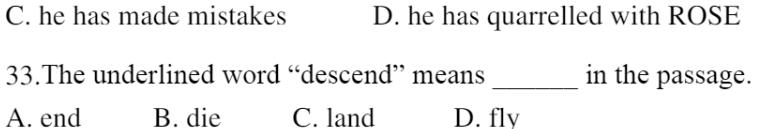 C. he has made mistakes D. he has quarrelled with ROSE
33.The underlined word “descend” means ______ in the passage.
A. end B. die C. land D. fly